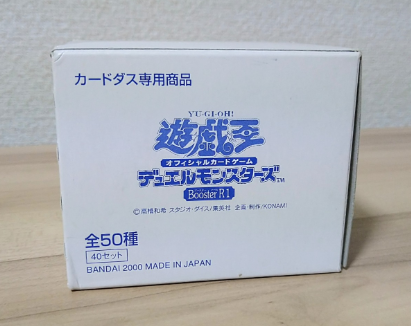 カードダス専用商品
YU-GI-OH!
遊戯王
オフィシャルカードゲーム
デュエルモンスターズ™
Booster R1
©高橋和希 スタジオ・ダイス/集英社 企画・制作/KONAMI
全50種
40セット
BANDAI 2000 MADE IN JAPAN